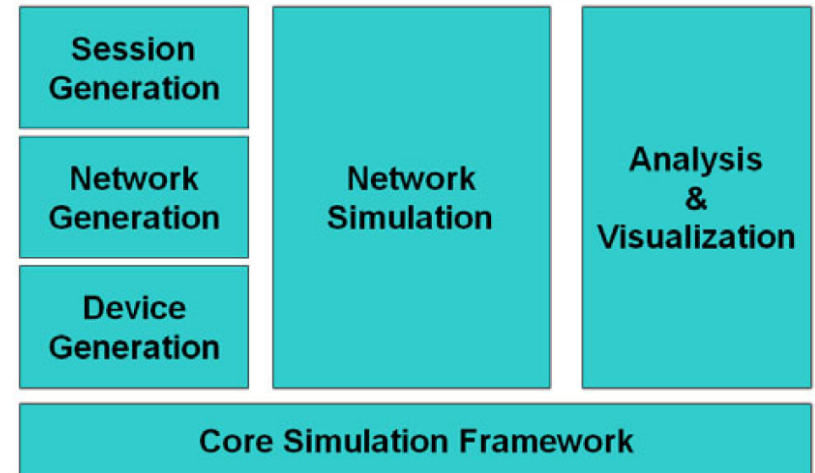 Session
Generation
Network
Generation
Device
Generation
Network
Simulation
Analysis
&
Visualization
Core Simulation Framework